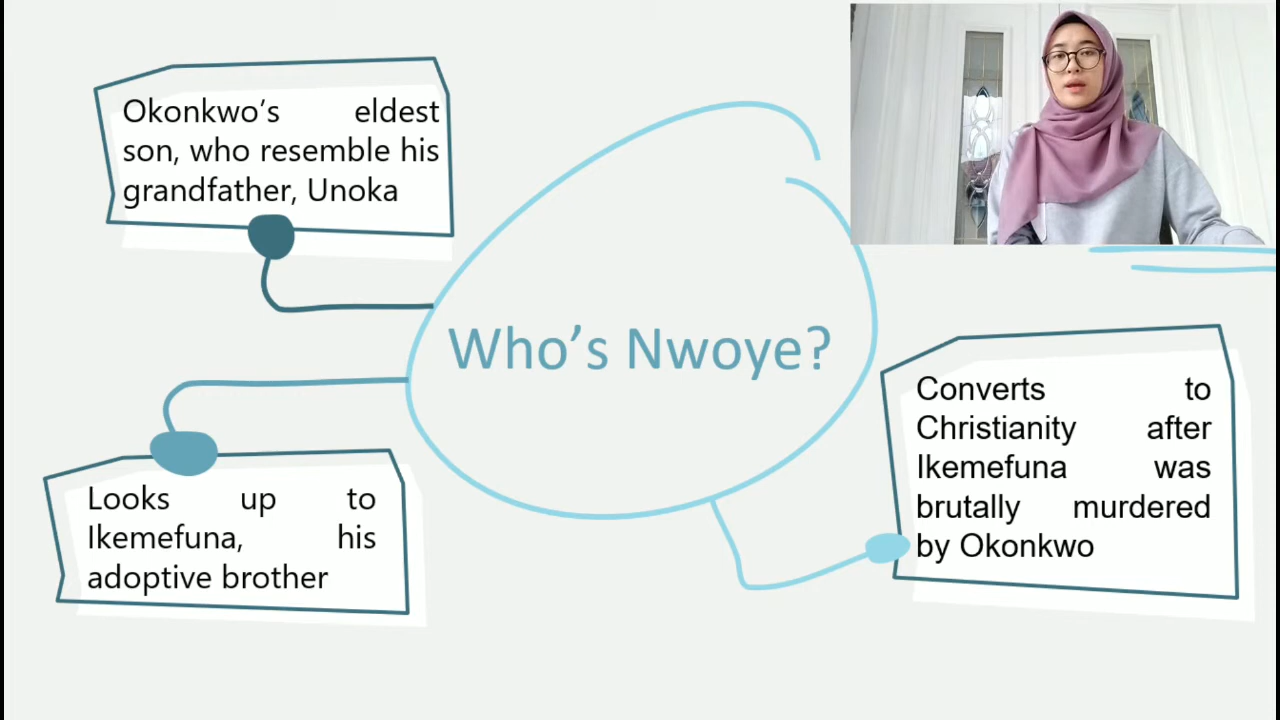 Okonkwo’s eldest
son, who resemble his
grandfather, Unoka
Who’s Nwoye?
Looks up to
Ikemefuna, his
adoptive brother
Converts to
Christianity after
Ikemefuna was
brutally murdered
by Okonkwo